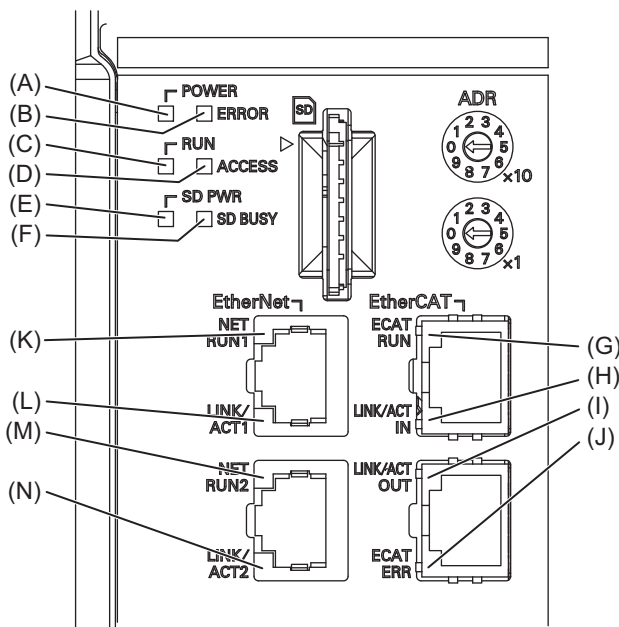 (A)
POWER
(B)
ERROR
SD
ADR
(C)
RUN
(D)
ACCESS
(E)
SD PWR
(F)
SD BUSY
0 1 2 3 4 5 6 7 8 9
×10
0 1 2 3 4 5 6 7 8 9
×1
EtherNet
EtherCAT
(K)
NET
RUN1
ECAT
RUN
(G)
(L)
LINK/
ACT1
LINK/ACT
IN
(H)
(M)
NET
RUN2
LINK/ACT
OUT
(I)
(N)
LINK/
ACT2
ECAT
ERR
(J)